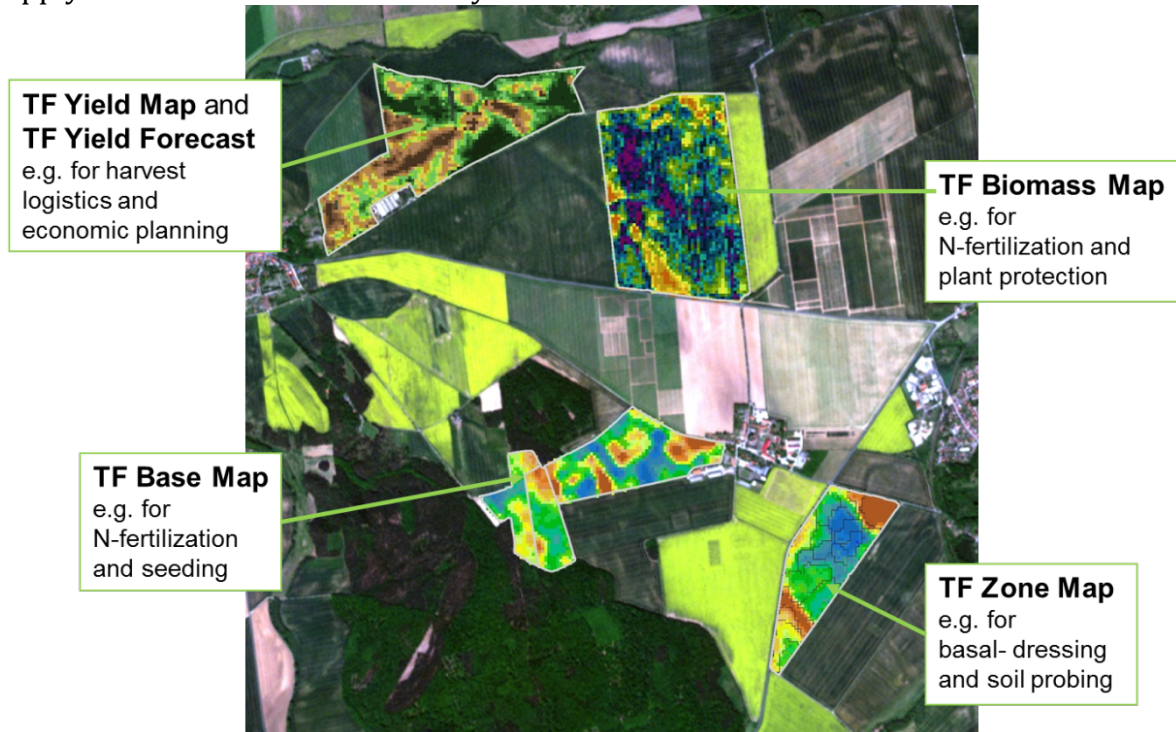 TF Yield Map and
TF Yield Forecast
e.g. for harvest
logistics and
economic planning
TF Biomass Map
e.g. for
N-fertilization and
plant protection
TF Base Map
e.g. for
N-fertilization
and seeding
TF Zone Map
e.g. for
basal- dressing
and soil probing